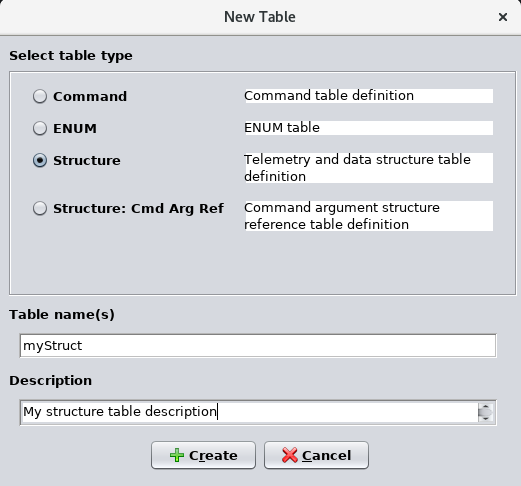 New Table
Select table type
Command
Command table definition
ENUM
ENUM table
Structure
Telemetry and data structure table
definition
Structure: Cmd Arg Ref
Command argument structure
reference table definition
Table name(s)
myStruct
Description
My structure table description
Create
Cancel